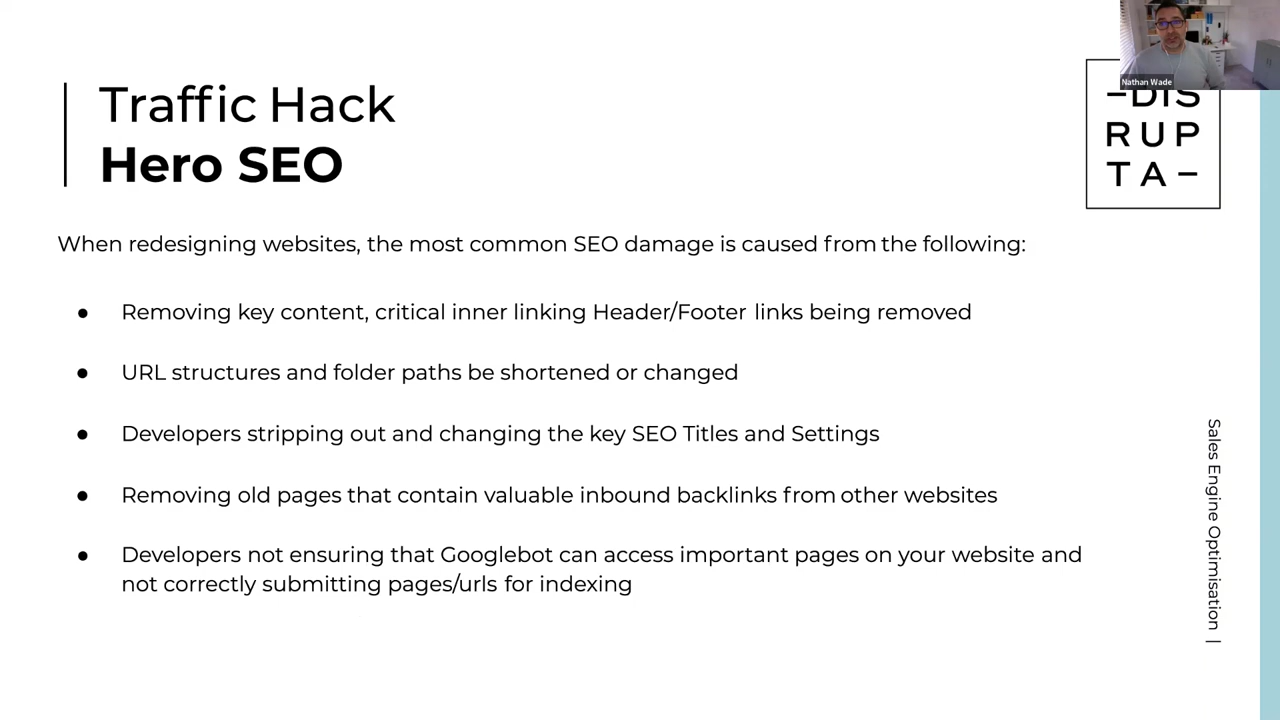 Traffic Hack
Hero SEO
Nathan Wade
–DIS
RUP
TA–
When redesigning websites, the most common SEO damage is caused from the following:
● Removing key content, critical inner linking Header/Footer links being removed
● URL structures and folder paths be shortened or changed
● Developers stripping out and changing the key SEO Titles and Settings
● Removing old pages that contain valuable inbound backlinks from other websites
● Developers not ensuring that Googlebot can access important pages on your website and
not correctly submitting pages/urls for indexing
Sales Engine Optimisation |